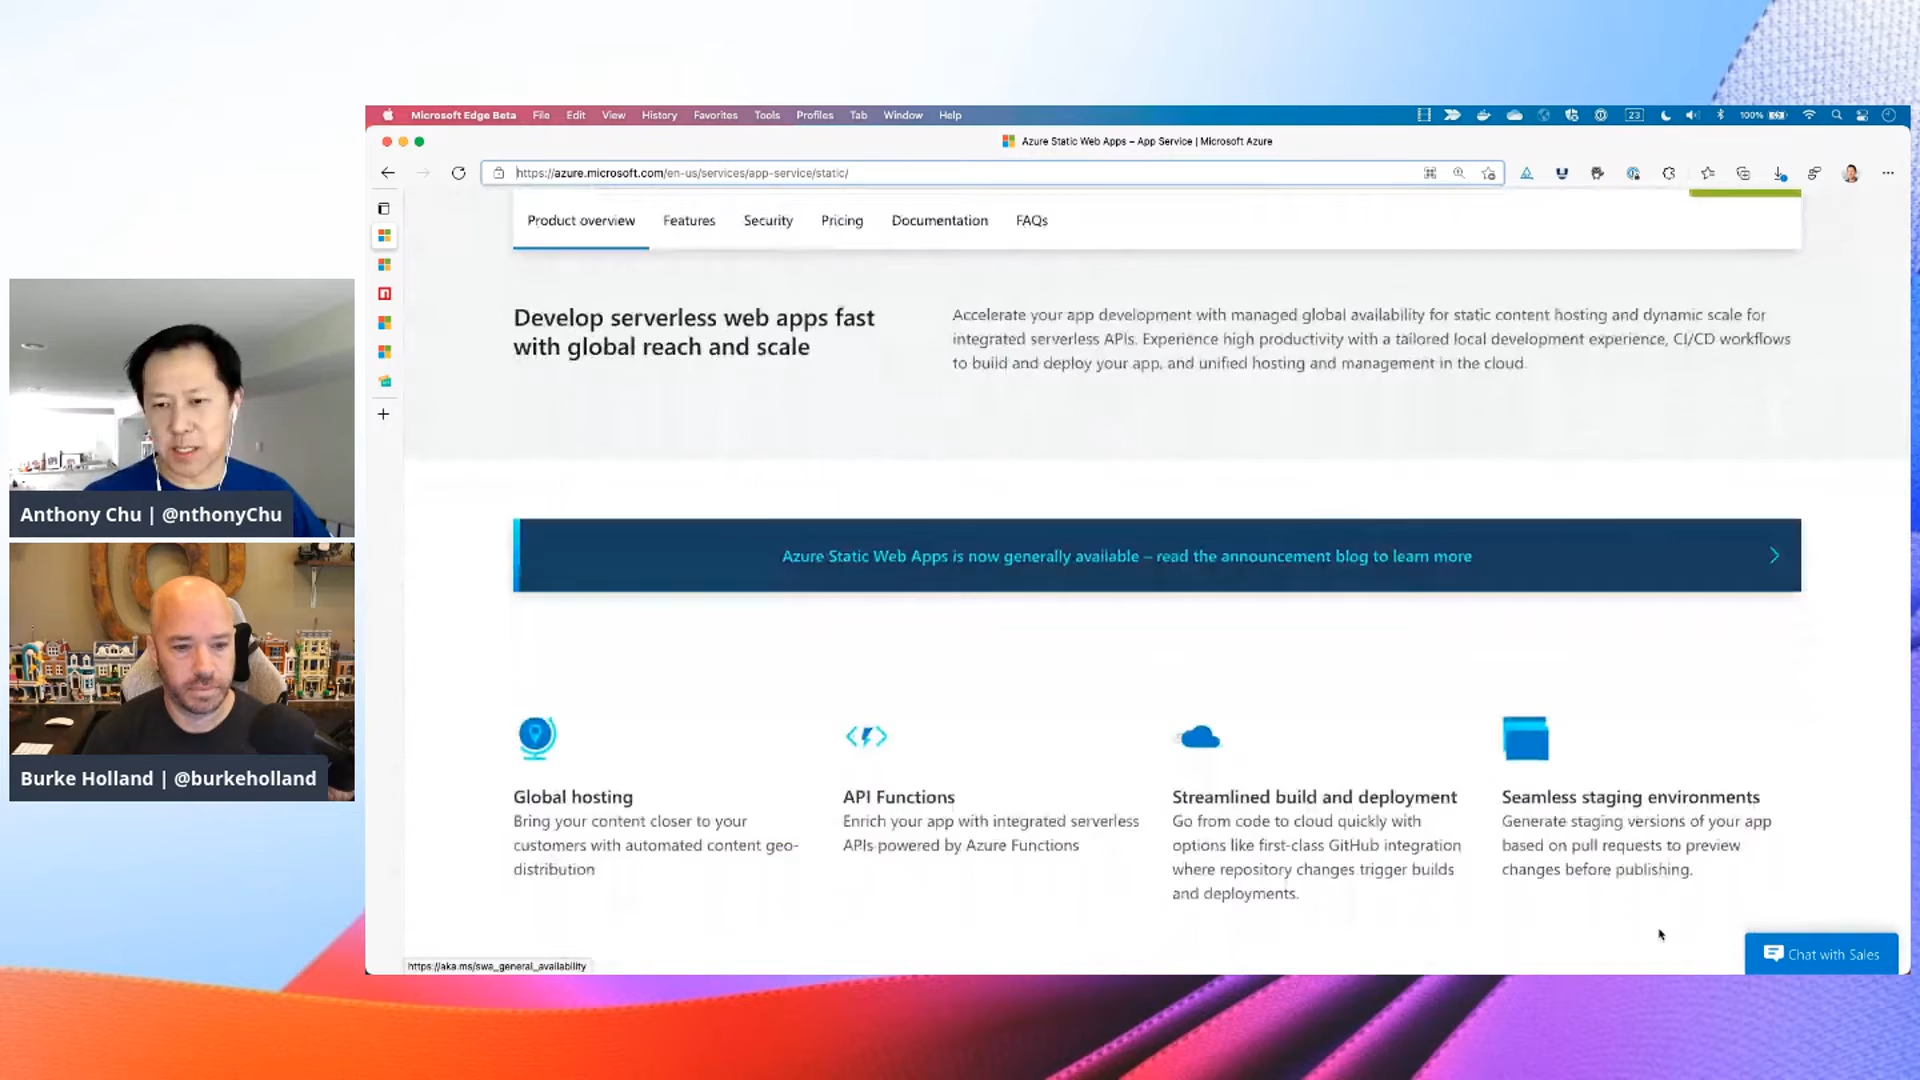 Microsoft Edge Beta File Edit View History Favorites Tools Profiles Tab Window Help 23 100%
Azure Static Web Apps – App Service | Microsoft Azure
https://azure.microsoft.com/en-us/services/app-service/static/
Product overview Features Security Pricing Documentation FAQs
Develop serverless web apps fast
with global reach and scale
Accelerate your app development with managed global availability for static content hosting and dynamic scale for
integrated serverless APIs. Experience high productivity with a tailored local development experience, CI/CD workflows
to build and deploy your app, and unified hosting and management in the cloud.
Azure Static Web Apps is now generally available – read the announcement blog to learn more
Global hosting
Bring your content closer to your
customers with automated content geo-
distribution
API Functions
Enrich your app with integrated serverless
APIs powered by Azure Functions
Streamlined build and deployment
Go from code to cloud quickly with
options like first-class GitHub integration
where repository changes trigger builds
and deployments.
Seamless staging environments
Generate staging versions of your app
based on pull requests to preview
changes before publishing.
Chat with Sales
https://aka.ms/swa_general_availability
Anthony Chu | @nthonyChu
Burke Holland | @burkeholland